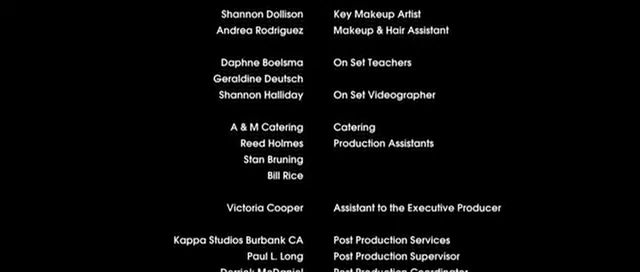 Shannon Dollison Key Makeup Artist
Andrea Rodriguez Makeup & Hair Assistant
Daphne Boelsma On Set Teachers
Geraldine Deutsch
Shannon Halliday On Set Videographer
A & M Catering Catering
Reed Holmes Production Assistants
Stan Bruning
Bill Rice
Victoria Cooper Assistant to the Executive Producer
Kappa Studios Burbank CA Post Production Services
Paul L. Long Post Production Supervisor
Derrick McDaniel Post Production Coordinator